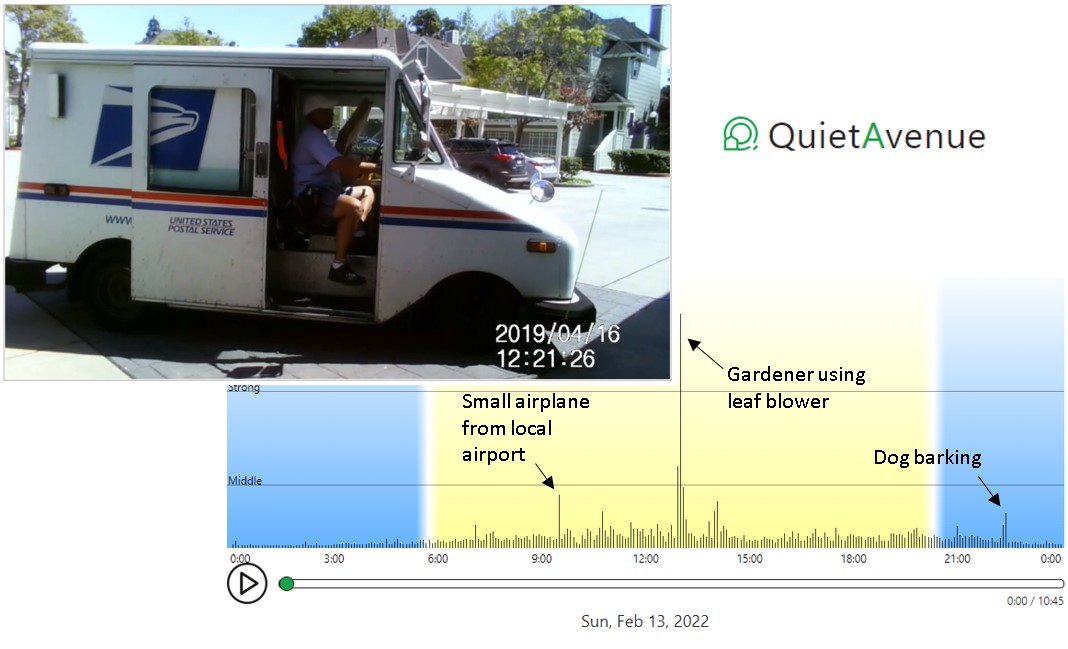 WWW
UNITED STATES
POSTAL SERVICE
2019/04/16
12:21:26
QuietAvenue
Strong
Middle
Small airplane
from local
airport
Gardener using
leaf blower
Dog barking
0:00 3:00 6:00 9:00 12:00 15:00 18:00 21:00 0:00
0:00 / 10:45
Sun, Feb 13, 2022